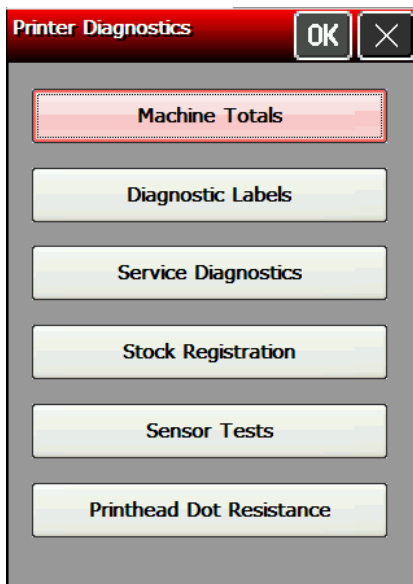 Printer Diagnostics
OK
Machine Totals
Diagnostic Labels
Service Diagnostics
Stock Registration
Sensor Tests
Printhead Dot Resistance